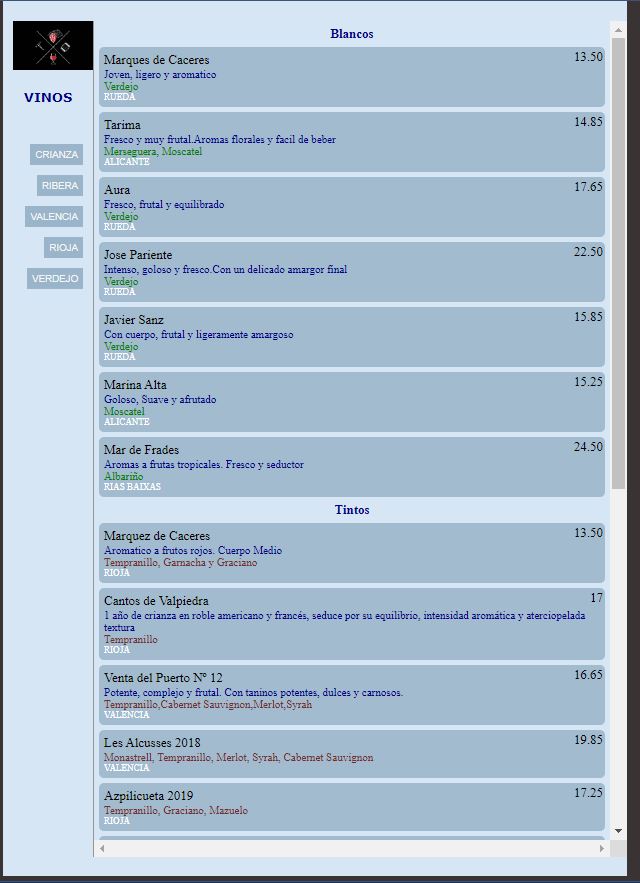 T O
VINOS
CRIANZA
RIBERA
VALENCIA
RIOJA
VERDEJO
Blancos
Marques de Caceres 13.50
Joven, ligero y aromatico
Verdejo
RUEDA
Tarima 14.85
Fresco y muy frutal.Aromas florales y facil de beber
Merseguera, Moscatel
ALICANTE
Aura 17.65
Fresco, frutal y equilibrado
Verdejo
RUEDA
Jose Pariente 22.50
Intenso, goloso y fresco.Con un delicado amargor final
Verdejo
RUEDA
Javier Sanz 15.85
Con cuerpo, frutal y ligeramente amargoso
Verdejo
RUEDA
Marina Alta 15.25
Goloso, Suave y afrutado
Moscatel
ALICANTE
Mar de Frades 24.50
Aromas a frutas tropicales. Fresco y seductor
Albariño
RIAS BAIXAS
Tintos
Marquez de Caceres 13.50
Aromatico a frutos rojos. Cuerpo Medio
Tempranillo, Garnacha y Graciano
RIOJA
Cantos de Valpiedra 17
1 año de crianza en roble americano y francés, seduce por su equilibrio, intensidad aromática y aterciopelada
textura
Tempranillo
RIOJA
Venta del Puerto Nº 12 16.65
Potente, complejo y frutal. Con taninos potentes, dulces y carnosos.
Tempranillo,Cabernet Sauvignon,Merlot,Syrah
VALENCIA
Les Alcusses 2018 19.85
Monastrell, Tempranillo, Merlot, Syrah, Cabernet Sauvignon
VALENCIA
Azpilicueta 2019 17.25
Tempranillo, Graciano, Mazuelo
RIOJA